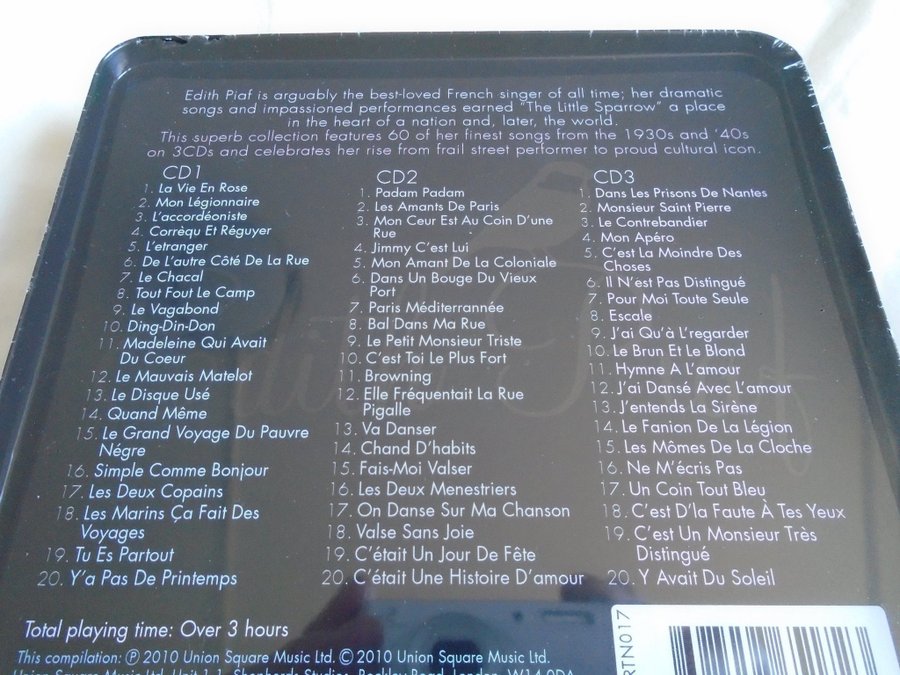 Edith Piaf is arguably the best-loved French singer of all time; her dramatic
songs and impassioned performances earned "The Little Sparrow" a place
in the heart of a nation and, later, the world.
This superb collection features 60 of her finest songs from the 1930s and '40s
on 3CDs and celebrates her rise from frail street performer to proud cultural icon.
CD1
1. La Vie En Rose
2. Mon Légionnaire
3. L'accordéoniste
4. Corrèqu Et Réguyer
5. L'etranger
6. De L'autre Côté De La Rue
7. Le Chacal
8. Tout Fout Le Camp
9. Le Vagabond
10. Ding-Din-Don
11. Madeleine Qui Avait
Du Coeur
12. Le Mauvais Matelot
13. Le Disque Usé
14. Quand Même
15. Le Grand Voyage Du Pauvre
Négre
16. Simple Comme Bonjour
17. Les Deux Copains
18. Les Marins Ça Fait Des
Voyages
19. Tu Es Partout
20. Y'a Pas De Printemps
CD2
1. Padam Padam
2. Les Amants De Paris
3. Mon Ceur Est Au Coin D'une
Rue
4. Jimmy C'est Lui
5. Mon Amant De La Coloniale
6. Dans Un Bouge Du Vieux
Port
7. Paris Méditerrannée
8. Bal Dans Ma Rue
9. Le Petit Monsieur Triste
10. C'est Toi Le Plus Fort
11. Browning
12. Elle Fréquentait La Rue
Pigalle
13. Va Danser
14. Chand D'habits
15. Fais-Moi Valser
16. Les Deux Menestriers
17. On Danse Sur Ma Chanson
18. Valse Sans Joie
19. C'était Un Jour De Fête
20. C'était Une Histoire D'amour
CD3
1. Dans Les Prisons De Nantes
2. Monsieur Saint Pierre
3. Le Contrebandier
4. Mon Apéro
5. C'est La Moindre Des
Choses
6. Il N'est Pas Distingué
7. Pour Moi Toute Seule
8. Escale
9. J'ai Qu'à L'regarder
10. Le Brun Et Le Blond
11. Hymne A L'amour
12. J'ai Dansé Avec L'amour
13. J'entends La Sirène
14. Le Fanion De La Légion
15. Les Mômes De La Cloche
16. Ne M'écris Pas
17. Un Coin Tout Bleu
18. C'est D'la Faute À Tes Yeux
19. C'est Un Monsieur Très
Distingué
20. Y Avait Du Soleil
Total playing time: Over 3 hours
This compilation: Ⓟ 2010 Union Square Music Ltd. © 2010 Union Square Music Ltd.
Union Square Music Ltd, Unit 1.1, Shepherds Studios, Rockley Road, London, W14 0DA
RTN017